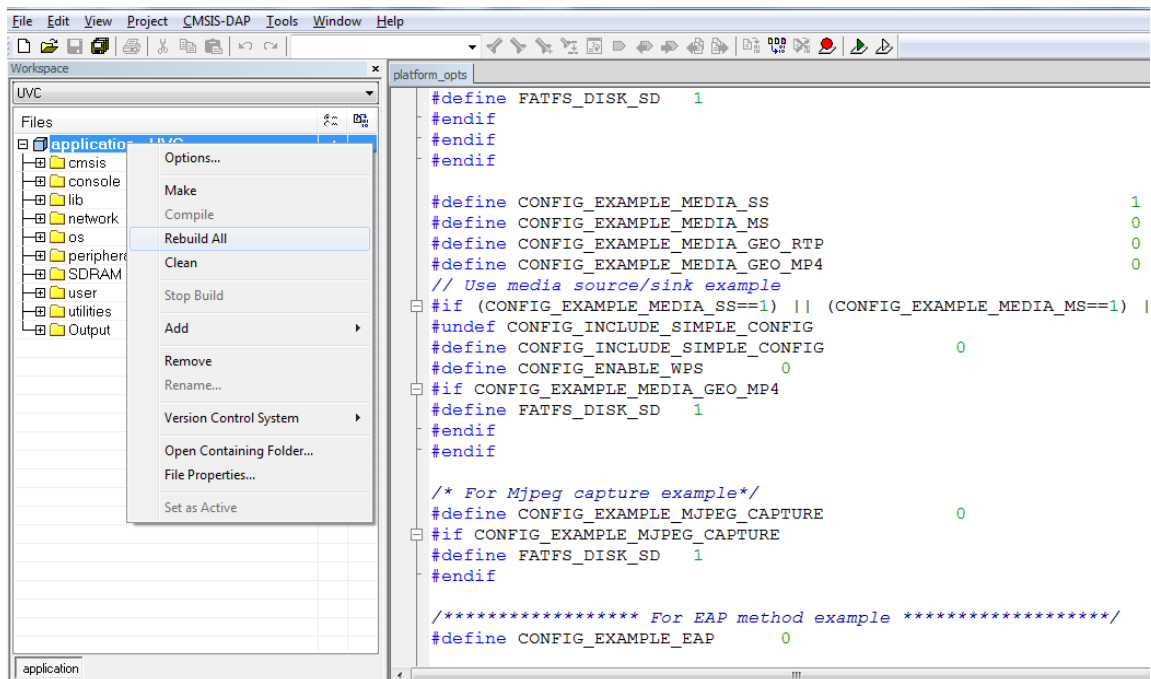 File Edit View Project CMSIS-DAP Tools Window Help
Workspace
UVC
Files
cmsis
console
lib
network
os
SDRAM
user
utilities
Output
Options...
Make
Compile
Rebuild All
Clean
Stop Build
Add
Remove
Rename...
Version Control System
Open Containing Folder...
File Properties...
Set as Active
application
platform_opts
#define FATFS_DISK_SD 1
#endif
#endif
#endif
#define CONFIG_EXAMPLE_MEDIA_SS 1
#define CONFIG_EXAMPLE_MEDIA_MS 0
#define CONFIG_EXAMPLE_MEDIA_GEO_RTP 0
#define CONFIG_EXAMPLE_MEDIA_GEO_MP4 0
// Use media source/sink example
#if (CONFIG_EXAMPLE_MEDIA_SS==1) || (CONFIG_EXAMPLE_MEDIA_MS==1) |
#undef CONFIG_INCLUDE_SIMPLE_CONFIG
#define CONFIG_INCLUDE_SIMPLE_CONFIG 0
#define CONFIG_ENABLE_WPS 0
#if CONFIG_EXAMPLE_MEDIA_GEO_MP4
#define FATFS_DISK_SD 1
#endif
#endif
/* For Mjpeg capture example*/
#define CONFIG_EXAMPLE_MJPEG_CAPTURE 0
#if CONFIG_EXAMPLE_MJPEG_CAPTURE
#define FATFS_DISK_SD 1
#endif
/****************** For EAP method example *******************/
#define CONFIG_EXAMPLE_EAP 0